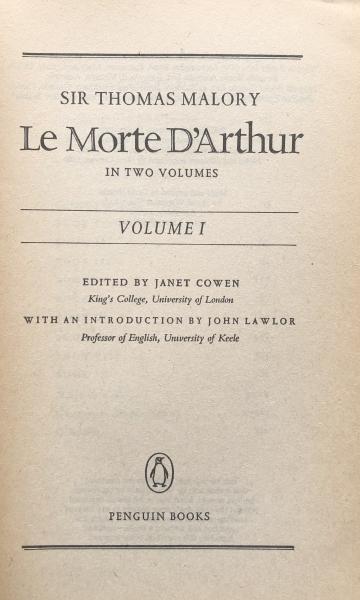 SIR THOMAS MALORY
Le Morte D'Arthur
IN TWO VOLUMES
VOLUME I
EDITED BY JANET COWEN
King's College, University of London
WITH AN INTRODUCTION BY JOHN LAWLOR
Professor of English, University of Keele
PENGUIN BOOKS